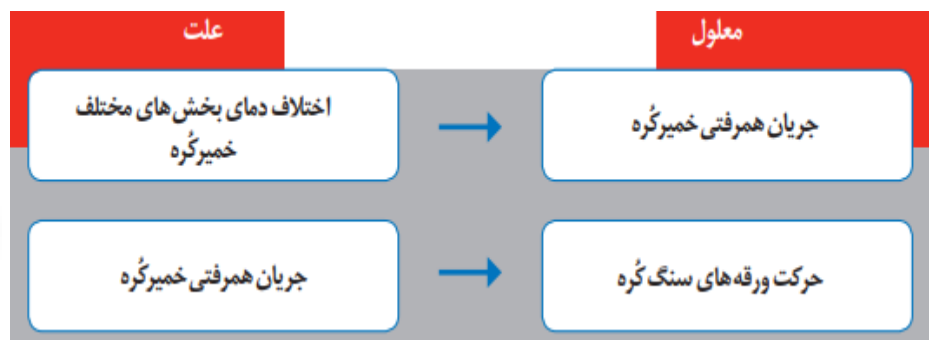 علت
معلول
اختلاف دمای بخش‌های مختلف
خمیرکُره
جریان همرفتی خمیرکُره
جریان همرفتی خمیرکُره
حرکت ورقه‌های سنگ کُره